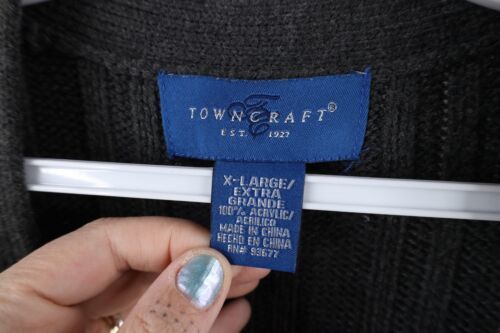 TOWNCRAFT®
EST. 1927
X-LARGE/
EXTRA
GRANDE
100% ACRYLIC/
ACRILICO
MADE IN CHINA
HECHO EN CHINA
RN# 93677